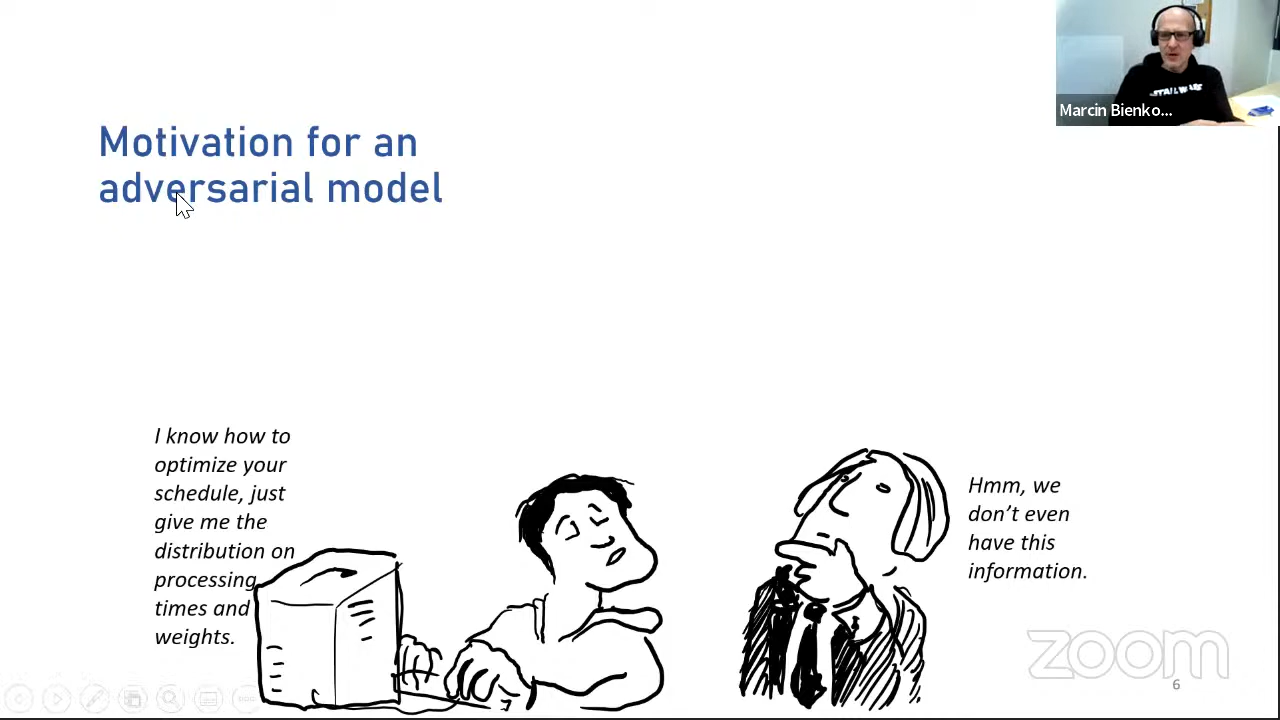 Marcin Bienko...
Motivation for an
adversarial model
I know how to
optimize your
schedule, just
give me the
distribution on
processing
times and
weights.
Hmm, we
don't even
have this
information.
zoom
6